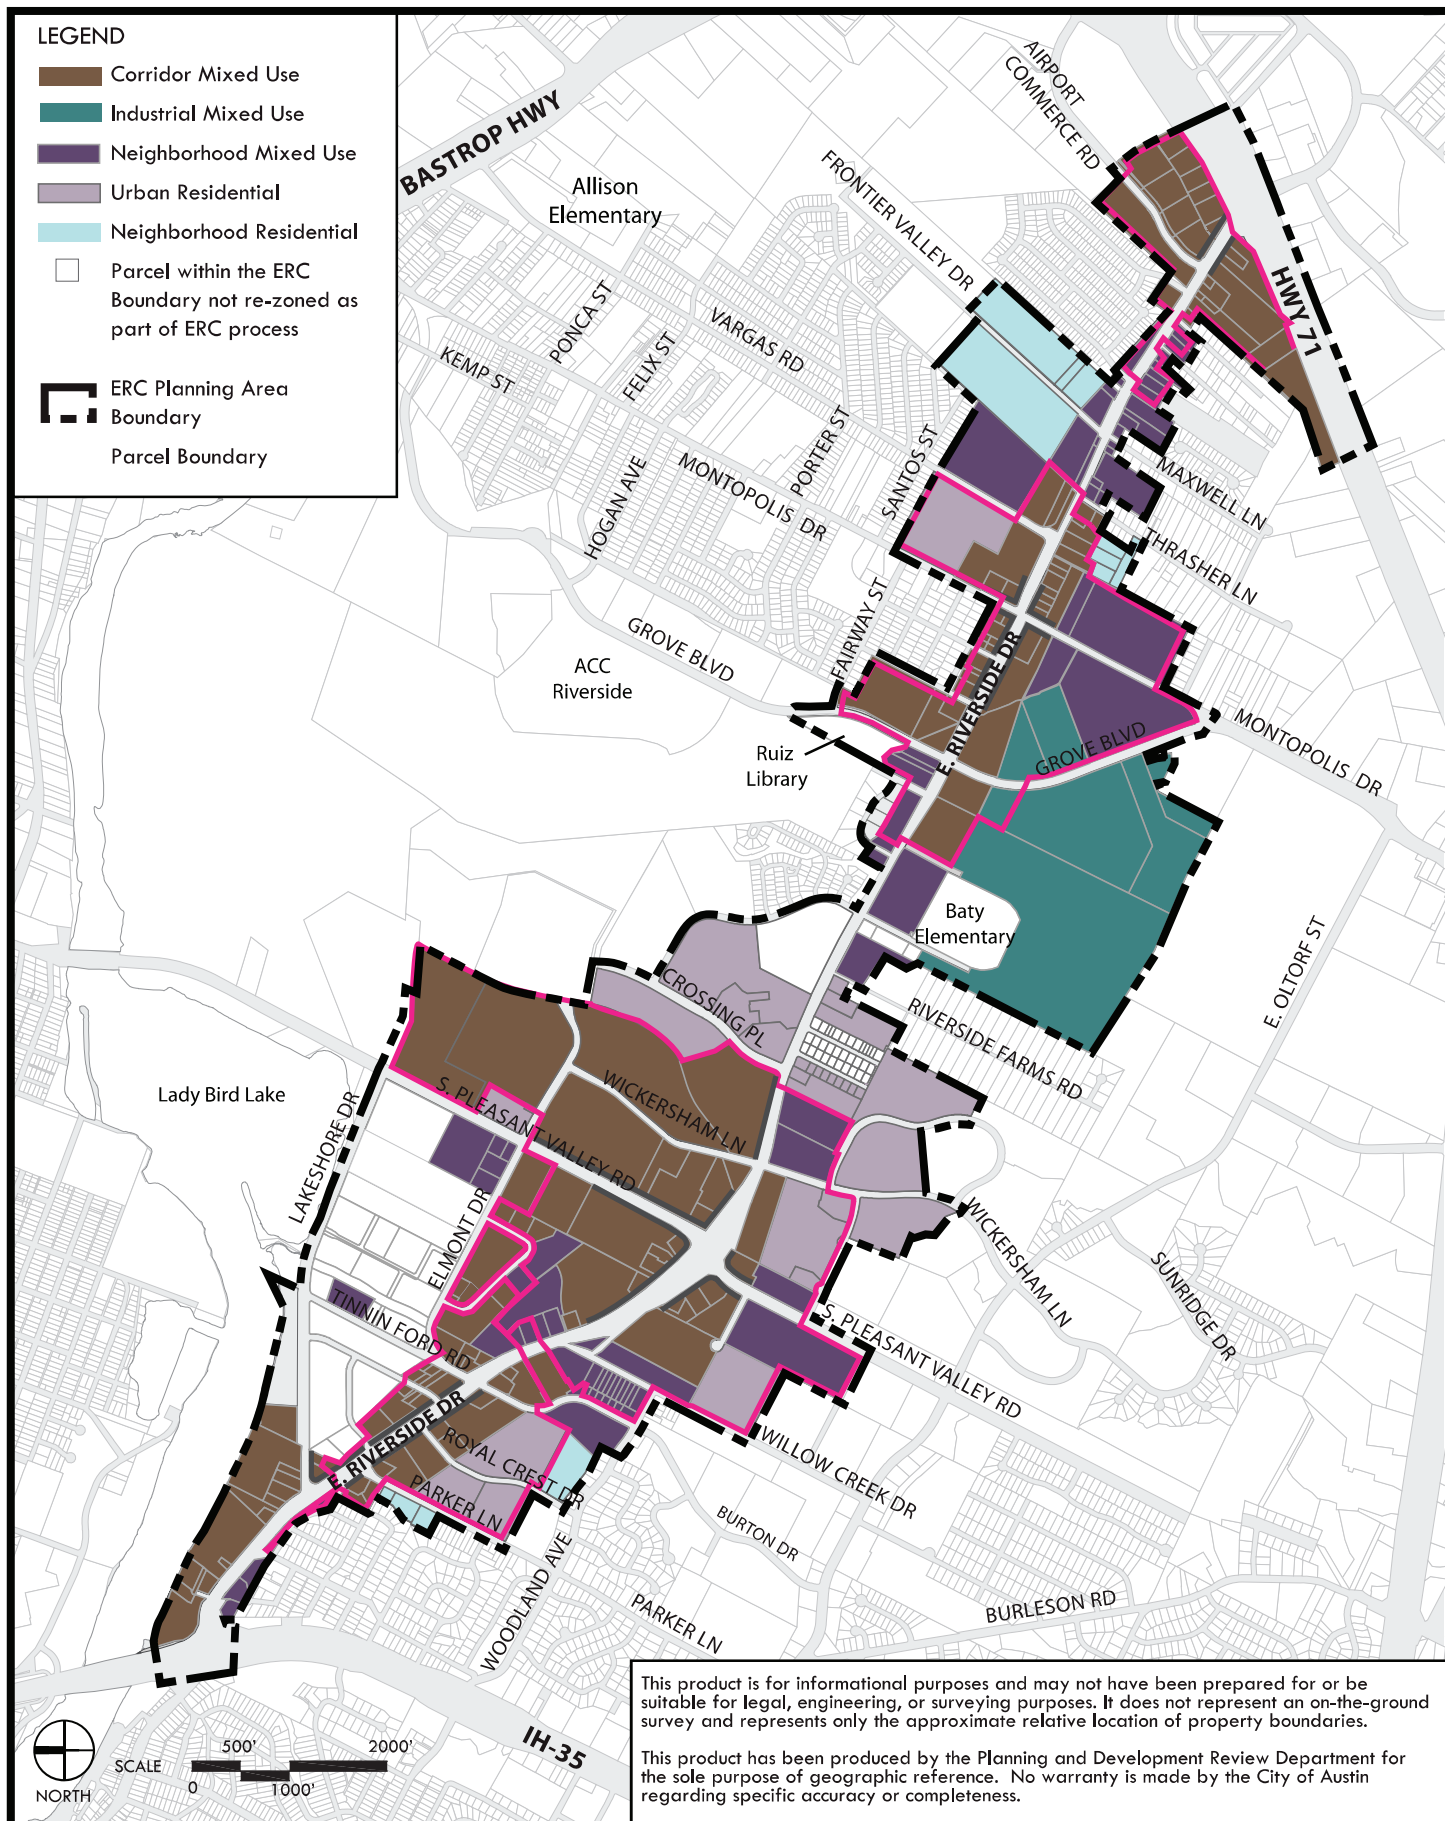 LEGEND
Corridor Mixed Use
Industrial Mixed Use
Neighborhood Mixed Use
Urban Residential
Neighborhood Residential
Parcel within the ERC
Boundary not re-zoned as
part of ERC process
ERC Planning Area
Boundary
Parcel Boundary
BASTROP HWY
Allison
Elementary
AIRPORT
COMMERCE RD
FRONTIER VALLEY DR
HWY 71
PONCA ST
FELIX ST
VARGAS RD
KEMP ST
PORTER ST
SANTOS ST
HOGAN AVE
MONTOPOLIS DR
MAXWELL LN
THRASHER LN
FAIRWAY ST
GROVE BLVD
ACC
Riverside
E. RIVERSIDE DR
Ruiz
Library
GROVE BLVD
MONTOPOLIS DR
Baty
Elementary
E. OLTORF ST
CROSSING PL
RIVERSIDE FARMS RD
Lady Bird Lake
LAKESHORE DR
S. PLEASANT VALLEY RD
WICKERSHAM LN
ELMONT DR
WICKERSHAM LN
SUNRIDGE DR
TINNIN FORD RD
S. PLEASANT VALLEY RD
E. RIVERSIDE DR
ROYAL CREST DR
PARKER LN
WILLOW CREEK DR
BURTON DR
WOODLAND AVE
PARKER LN
BURLESON RD
IH-35
NORTH
SCALE
500'
2000'
0
1000'
This product is for informational purposes and may not have been prepared for or be
suitable for legal, engineering, or surveying purposes. It does not represent an on-the-ground
survey and represents only the approximate relative location of property boundaries.
This product has been produced by the Planning and Development Review Department for
the sole purpose of geographic reference. No warranty is made by the City of Austin
regarding specific accuracy or completeness.